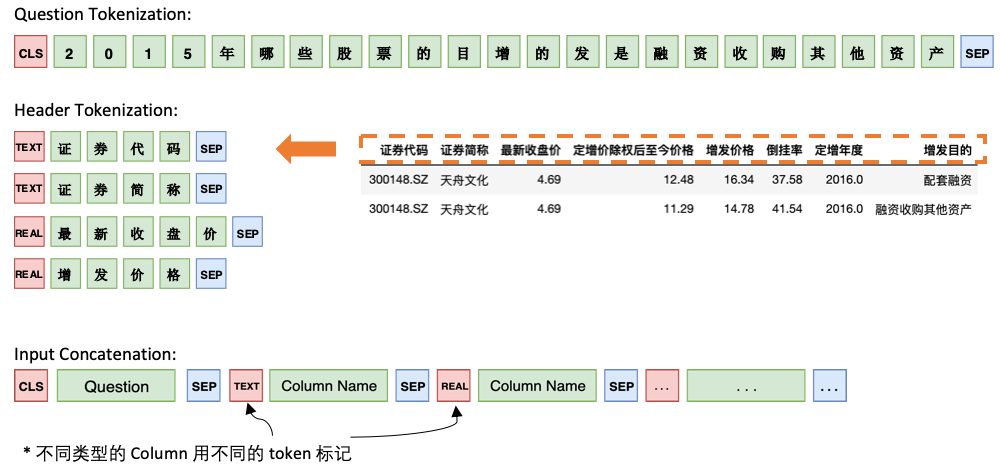 Question Tokenization:
CLS 2 0 1 5 年 哪 些 股 票 的 目 增 的 发 是 融 资 收 购 其 他 资 产 SEP
Header Tokenization:
TEXT 证 券 代 码 SEP
TEXT 证 券 简 称 SEP
REAL 最 新 收 盘 价 SEP
REAL 增 发 价 格 SEP
证券代码 证券简称 最新收盘价 定增价除权后至今价格 增发价格 倒挂率 定增年度 增发目的
300148.SZ 天舟文化 4.69 12.48 16.34 37.58 2016.0 配套融资
300148.SZ 天舟文化 4.69 11.29 14.78 41.54 2016.0 融资收购其他资产
Input Concatenation:
CLS Question SEP TEXT Column Name SEP REAL Column Name SEP ... ... ...
* 不同类型的 Column 用不同的 token 标记